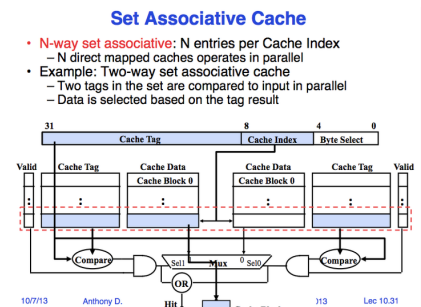 Set Associative Cache
• N-way set associative: N entries per Cache Index
– N direct mapped caches operates in parallel
• Example: Two-way set associative cache
– Two tags in the set are compared to input in parallel
– Data is selected based on the tag result
31 8 4 0
Cache Tag Cache Index Byte Select
Valid Cache Tag Cache Data Cache Data Cache Tag Valid
Cache Block 0 Cache Block 0
: : : : : :
Compare Sel1 1 Mux 0 Sel0 Compare
OR
Hit
10/7/13 Anthony D. )13 Lec 10.31